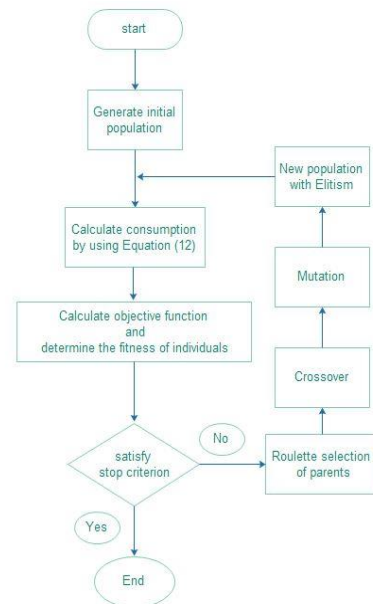 start
Generate initial
population
New population
with Elitism
Calculate consumption
by using Equation (12)
Mutation
Calculate objective function
and
determine the fitness of individuals
Crossover
satisfy
stop criterion
No
Roulette selection
of parents
Yes
End